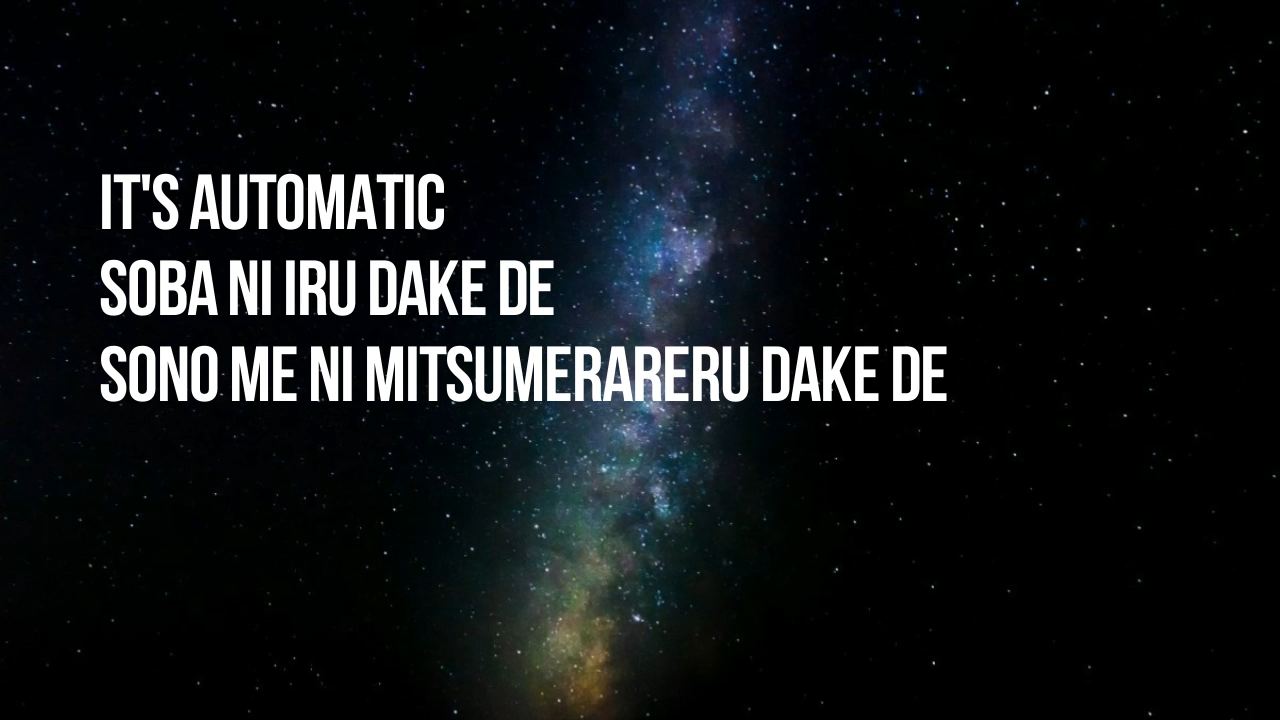 IT'S AUTOMATIC
SOBA NI IRU DAKE DE
SONO ME NI MITSUMERARERU DAKE DE